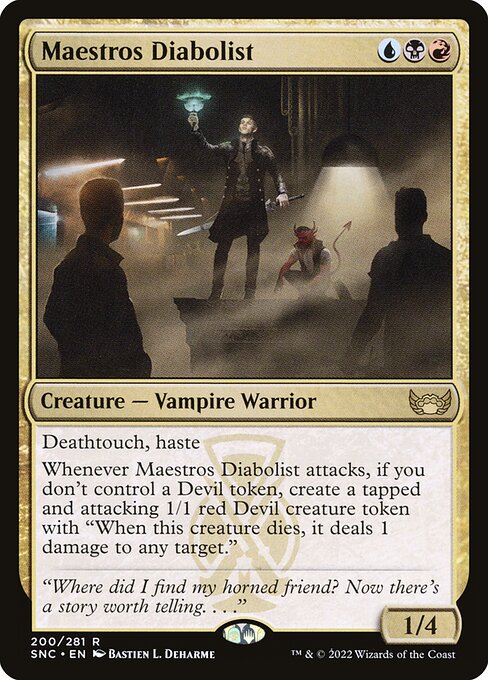 Maestros Diabolist
Creature — Vampire Warrior
Deathtouch, haste
Whenever Maestros Diabolist attacks, if you
don't control a Devil token, create a tapped
and attacking 1/1 red Devil creature token
with “When this creature dies, it deals 1
damage to any target.”
“Where did I find my horned friend? Now there's
a story worth telling. . . .”
1/4
200/281 R
SNC • EN Bastien L. Deharme
™ & © 2022 Wizards of the Coast